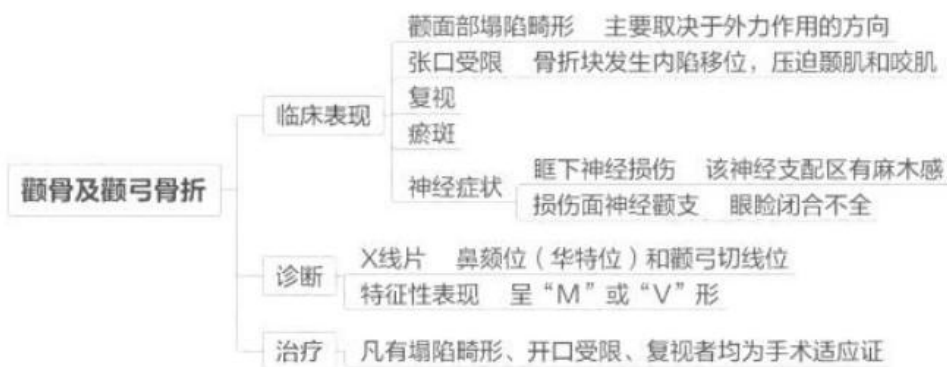 颧面部塌陷畸形 主要取决于外力作用的方向
张口受限 骨折块发生内陷移位，压迫颞肌和咬肌
临床表现
复视
瘀斑
颧骨及颧弓骨折
神经症状
眶下神经损伤 该神经支配区有麻木感
损伤面神经颧支 眼睑闭合不全
诊断
X线片 鼻颏位（华特位）和颧弓切线位
特征性表现 呈“M”或“V”形
治疗
凡有塌陷畸形、开口受限、复视者均为手术适应证